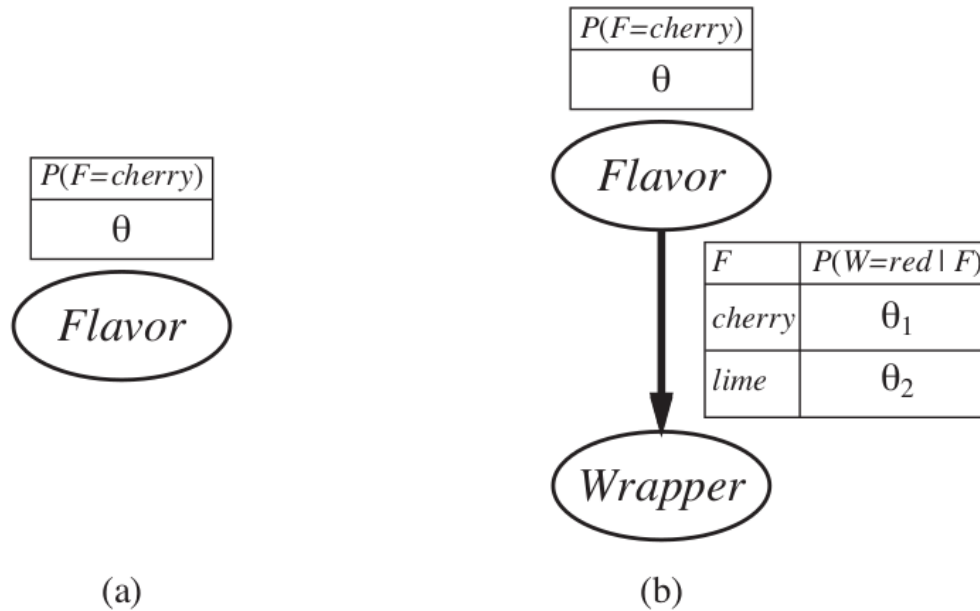 P(F=cherry)
θ
Flavor
(a)
P(F=cherry)
θ
Flavor
F P(W=red | F)
cherry θ₁
lime θ₂
Wrapper
(b)